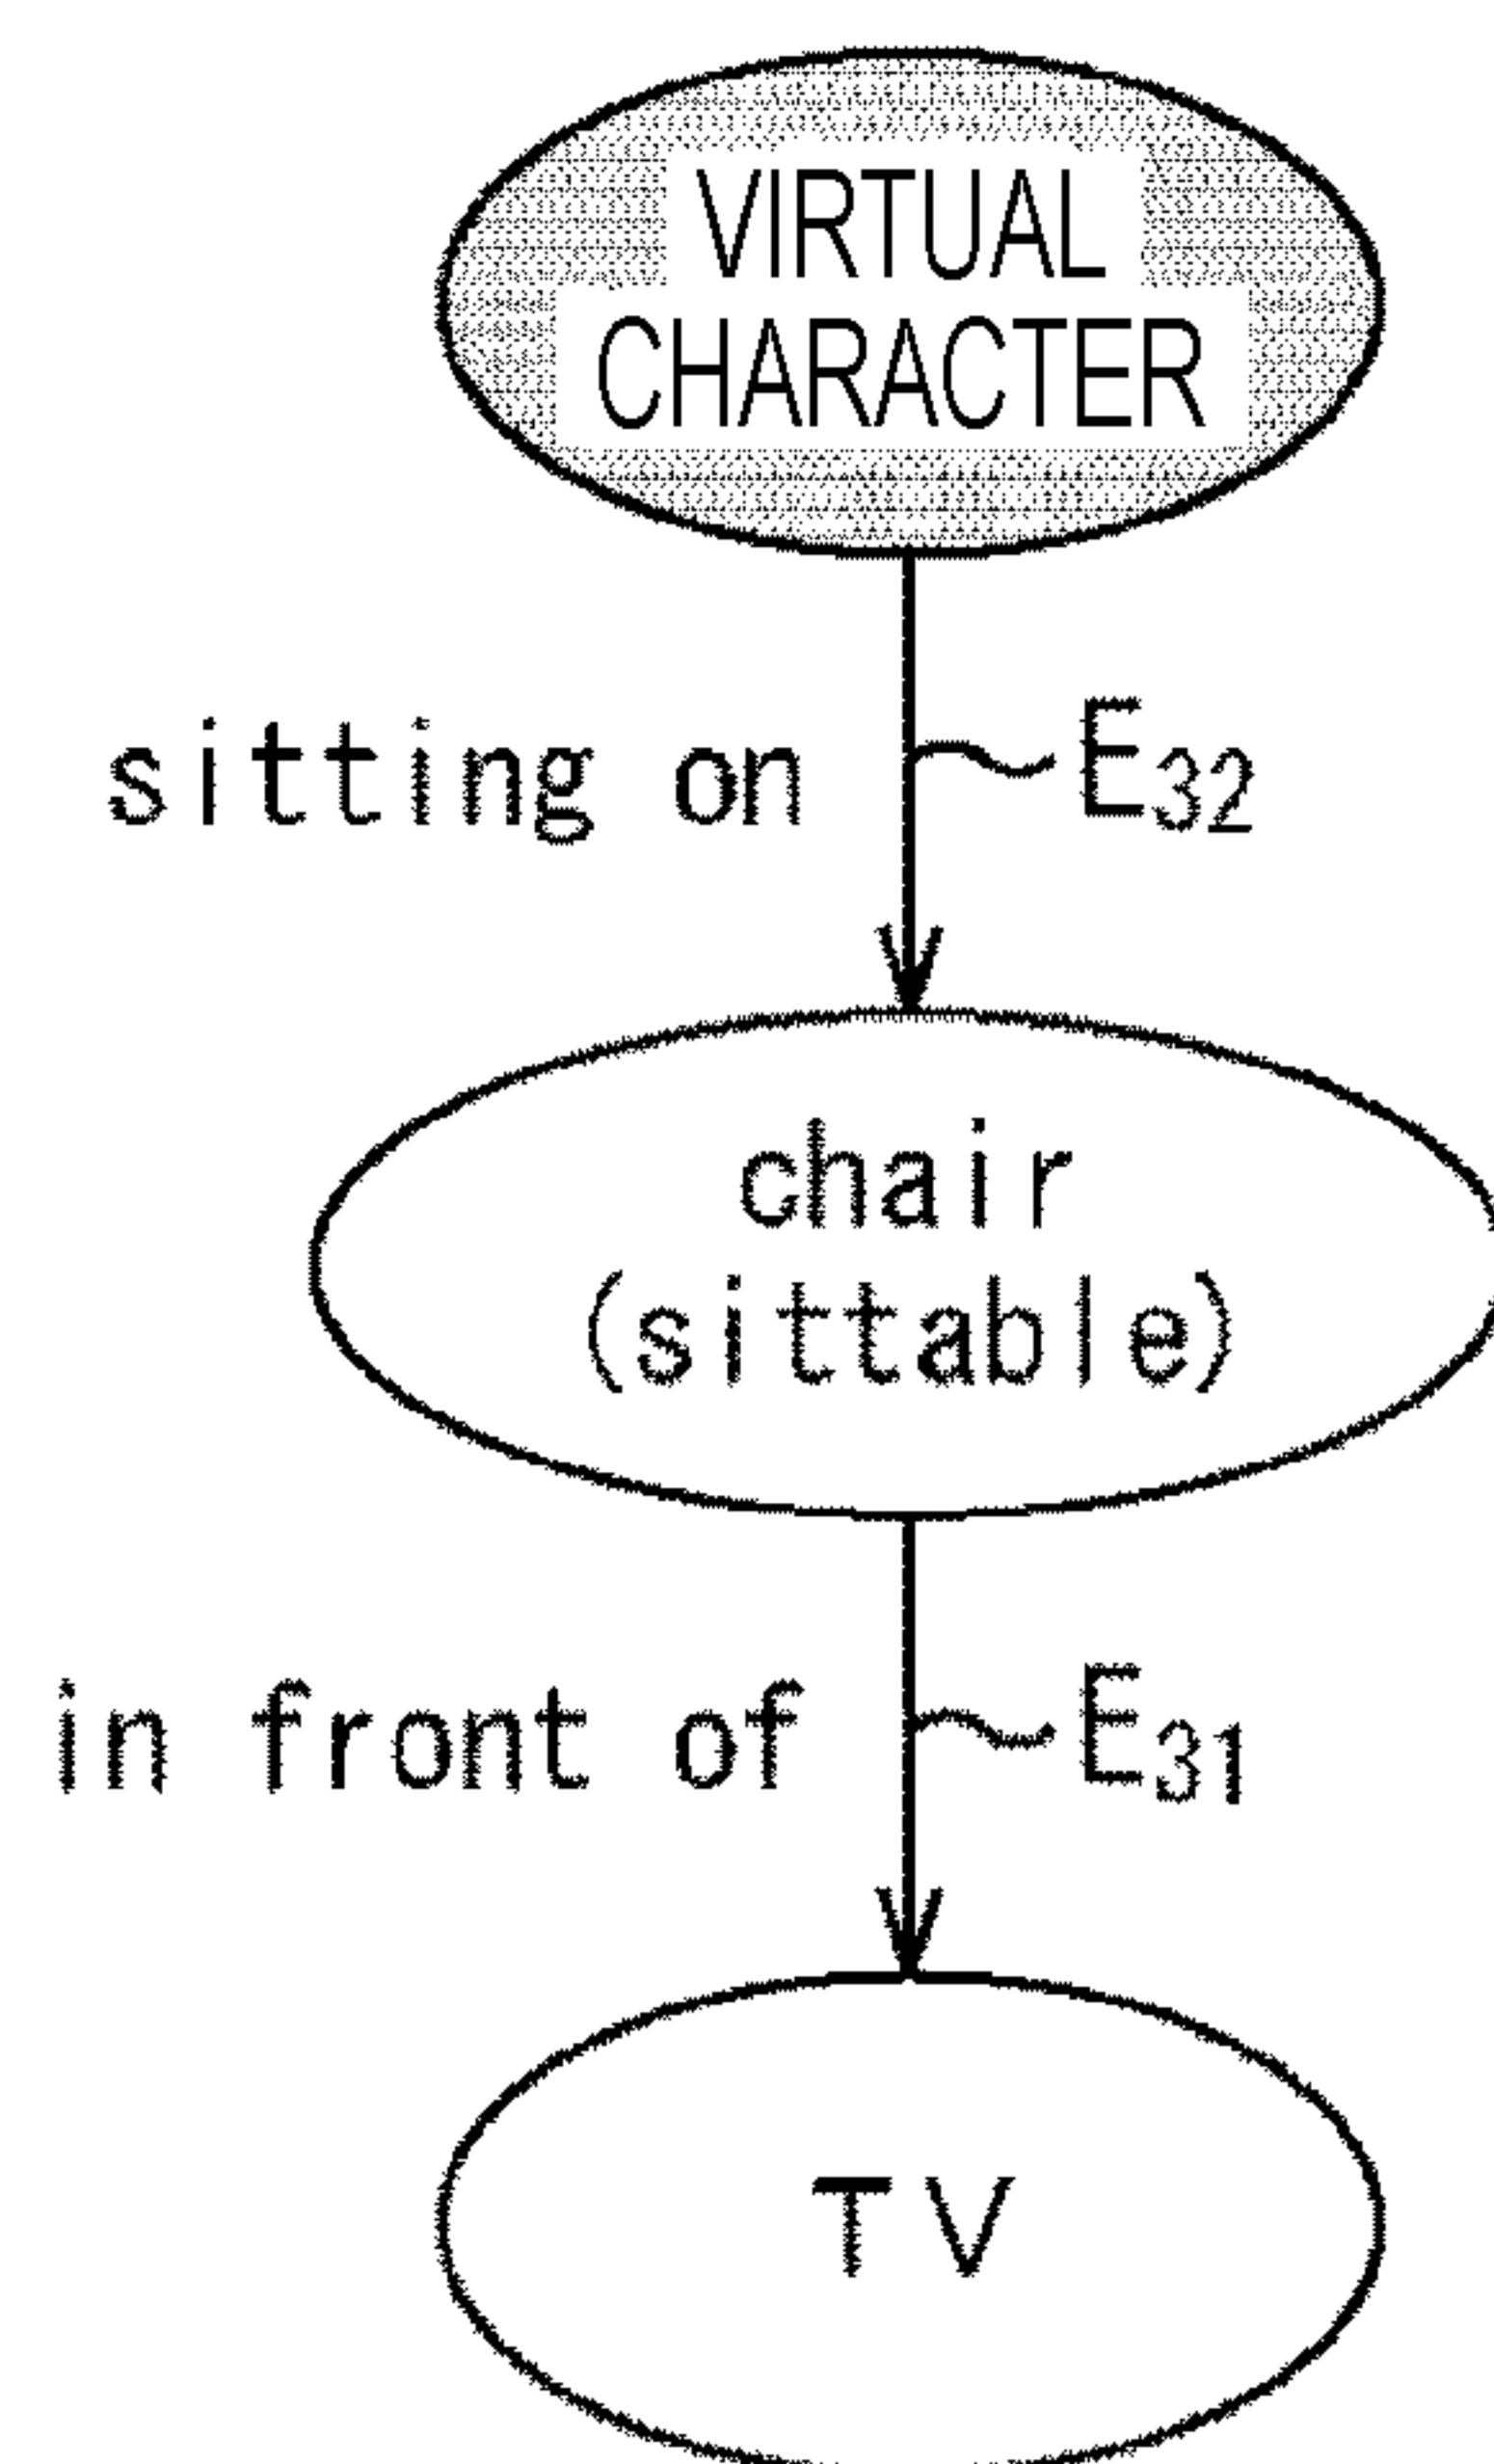 VIRTUAL
CHARACTER
sitting on E32
chair
(sittable)
in front of E31
TV